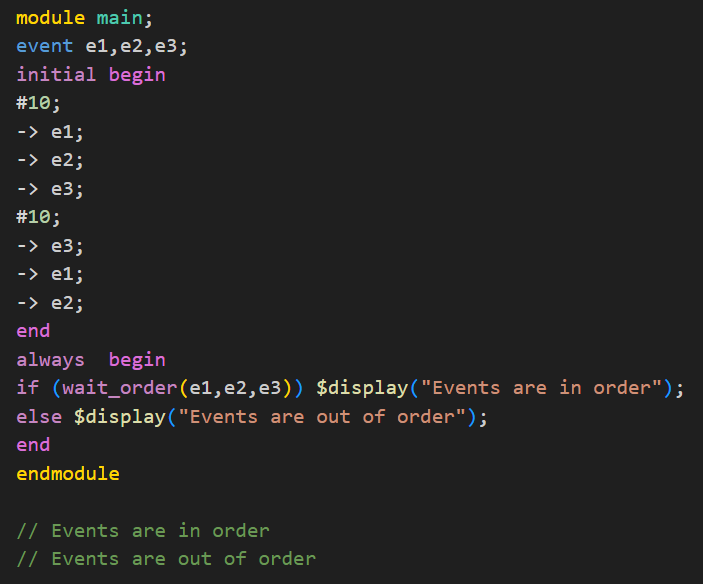 module main;
event e1,e2,e3;
initial begin
#10;
-> e1;
-> e2;
-> e3;
#10;
-> e3;
-> e1;
-> e2;
end
always  begin
if (wait_order(e1,e2,e3)) $display("Events are in order");
else $display("Events are out of order");
end
endmodule

// Events are in order
// Events are out of order